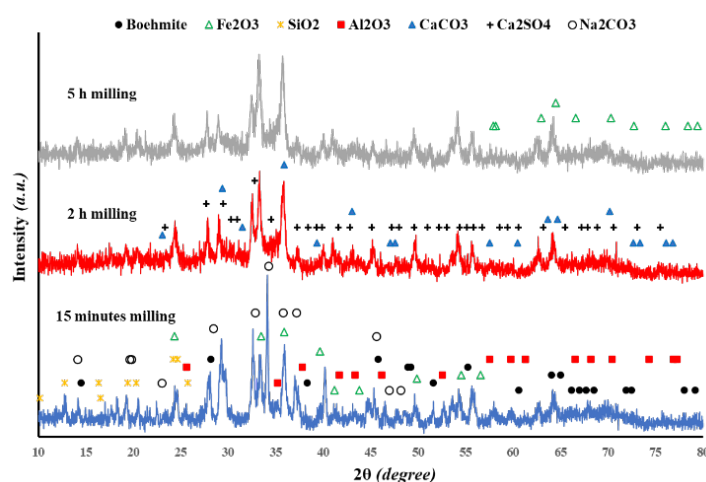 Boehmite Fe2O3 SiO2 Al2O3 CaCO3 Ca2SO4 Na2CO3
5 h milling
2 h milling
15 minutes milling
Intensity (a.u.)
10 15 20 25 30 35 40 45 50 55 60 65 70 75 80
2θ (degree)